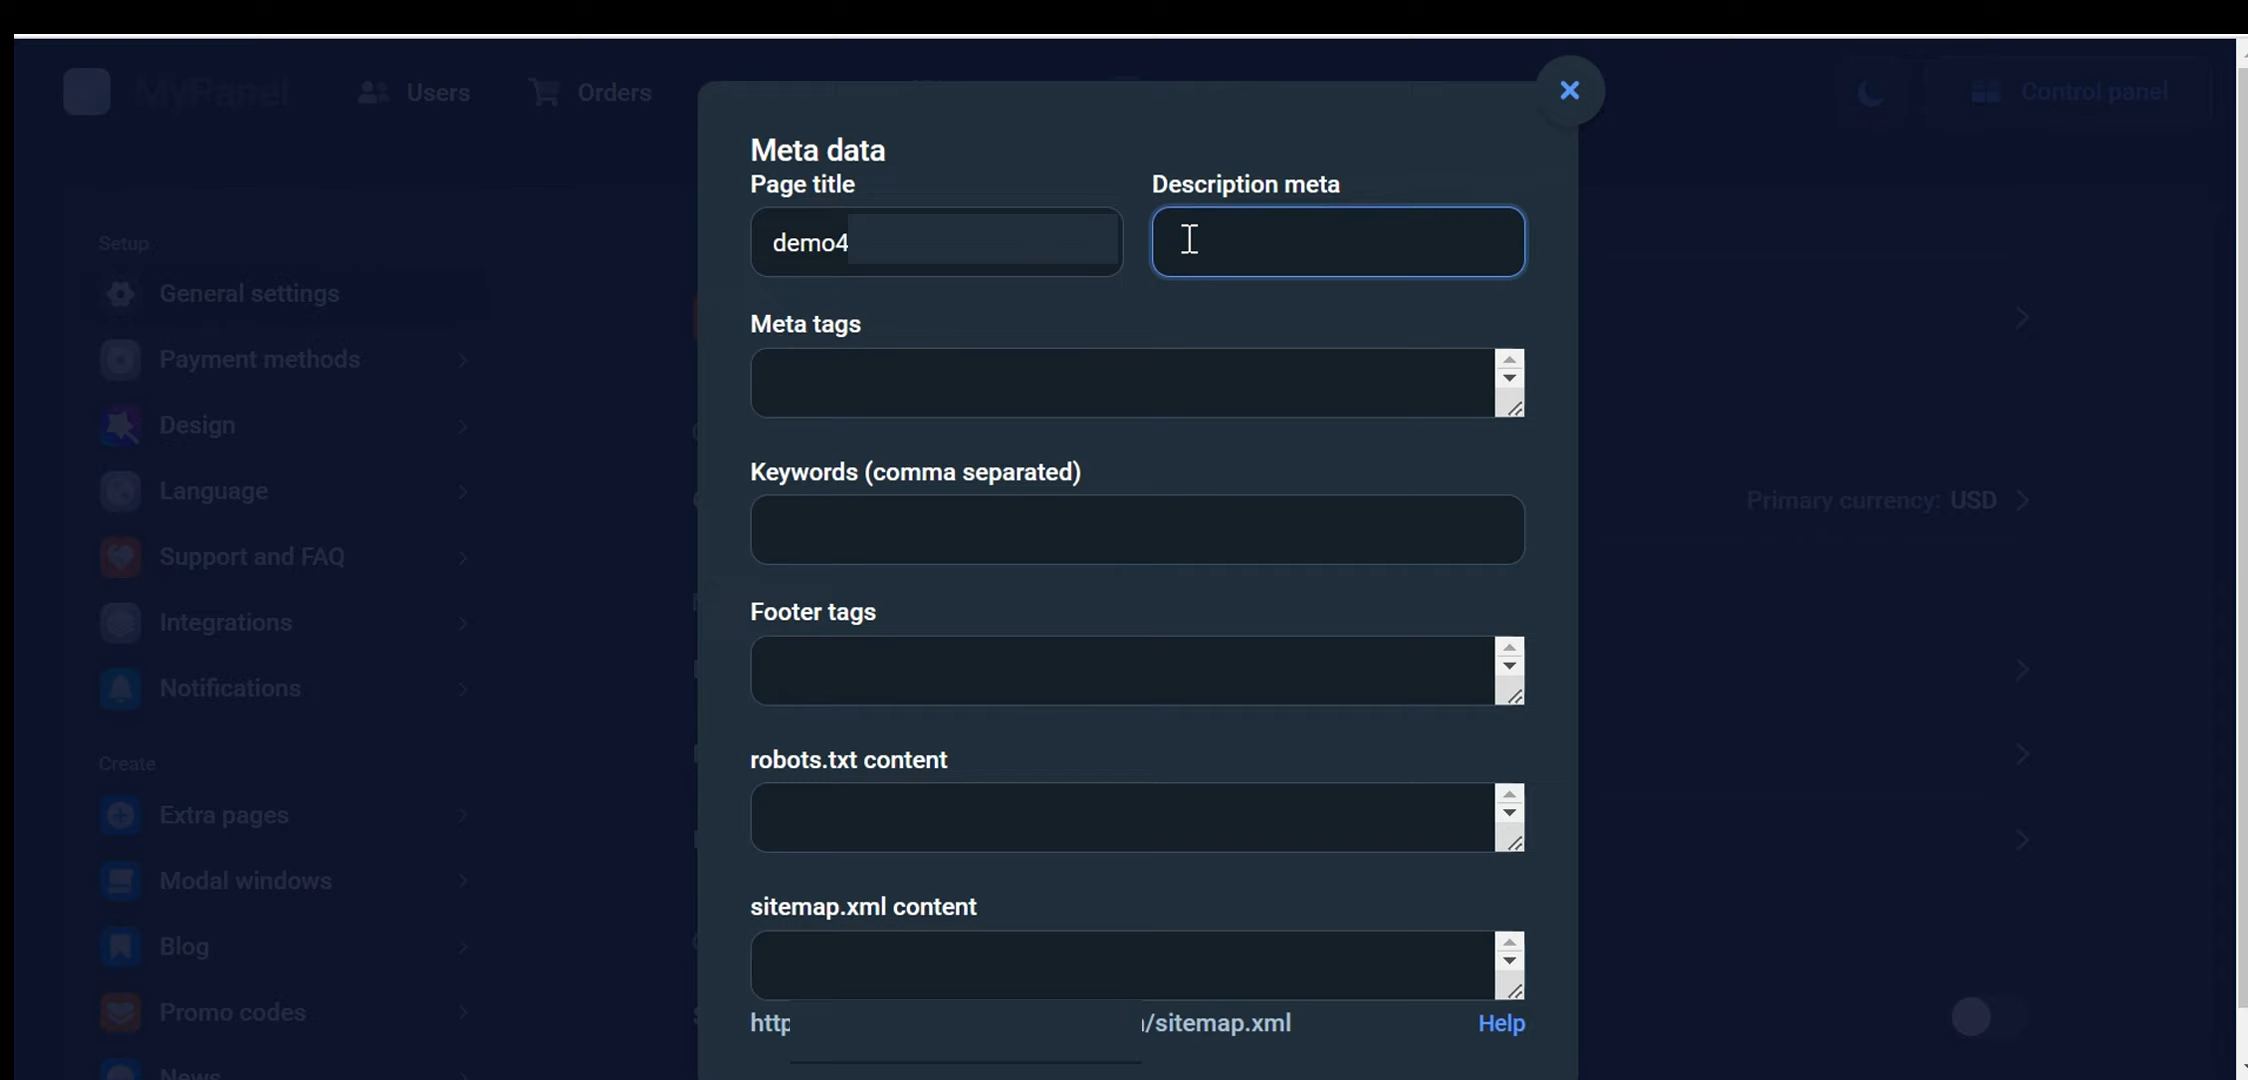 MyPanel
Users
Orders
Control panel
Setup
General settings
Payment methods
Design
Language
Support and FAQ
Integrations
Notifications
Create
Extra pages
Modal windows
Blog
Promo codes
News
Meta data
Page title
Description meta
demo4
Meta tags
Keywords (comma separated)
Footer tags
robots.txt content
sitemap.xml content
http
/sitemap.xml
Help
Primary currency: USD